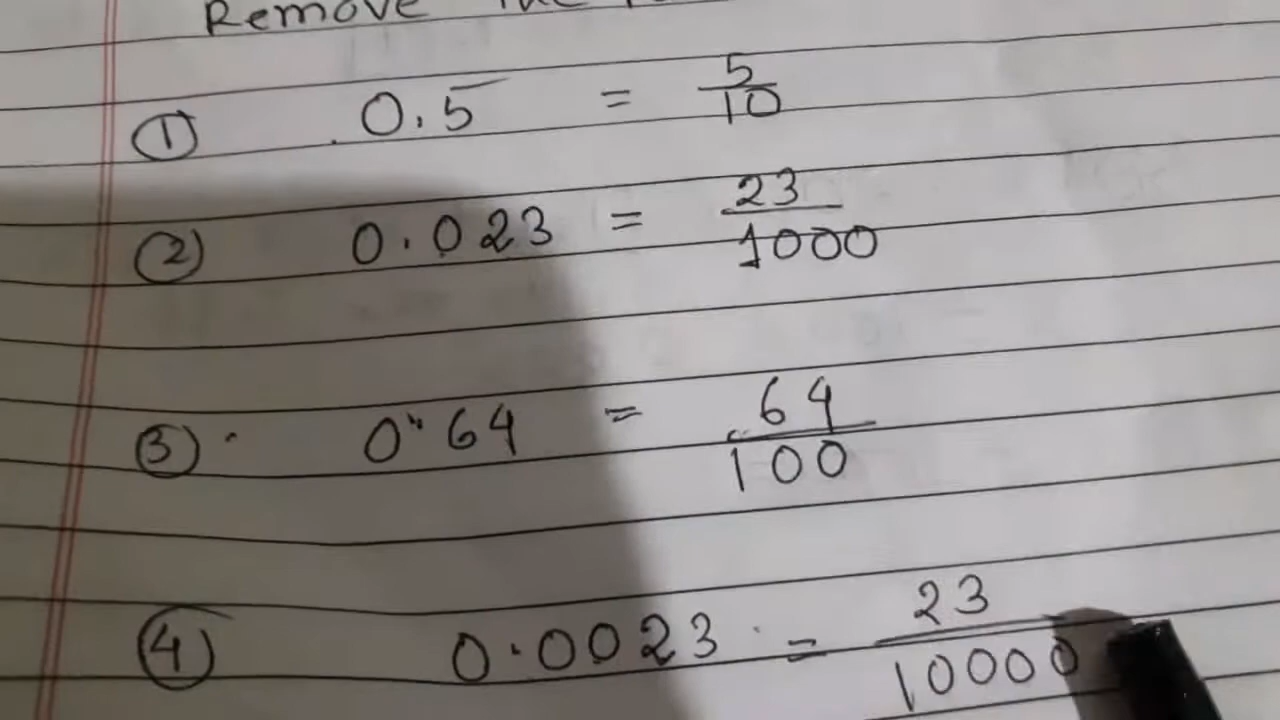 Remove the
① 0.5 = 5/10
② 0.023 = 23/1000
③ 0.64 = 64/100
④ 0.0023 = 23/10000